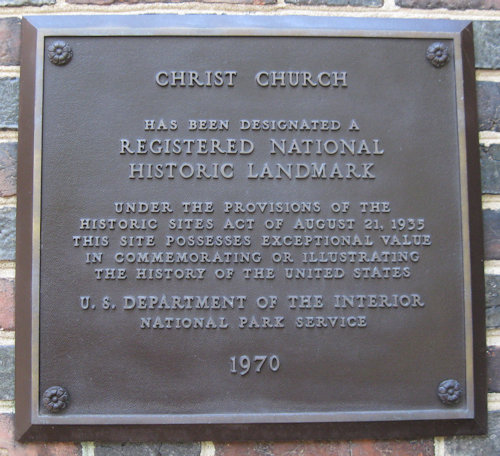 CHRIST CHURCH
HAS BEEN DESIGNATED A
REGISTERED NATIONAL
HISTORIC LANDMARK
UNDER THE PROVISIONS OF THE
HISTORIC SITES ACT OF AUGUST 21, 1935
THIS SITE POSSESSES EXCEPTIONAL VALUE
IN COMMEMORATING OR ILLUSTRATING
THE HISTORY OF THE UNITED STATES
U. S. DEPARTMENT OF THE INTERIOR
NATIONAL PARK SERVICE
1970